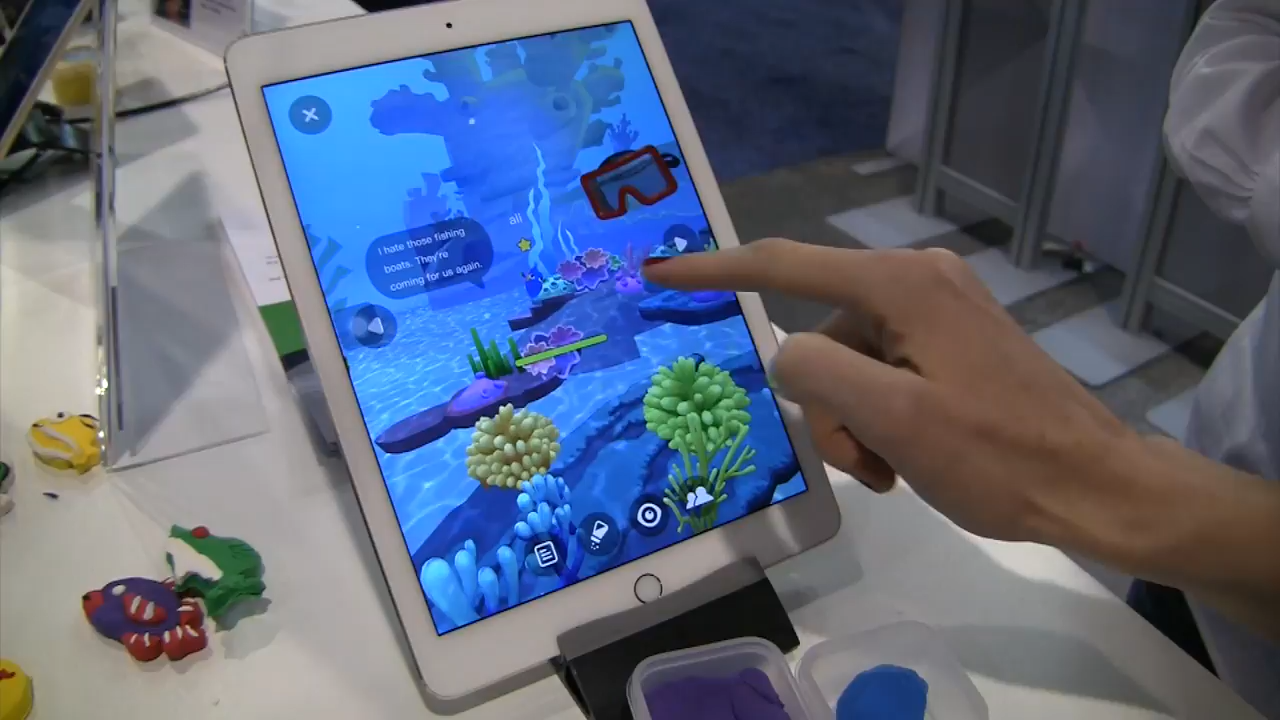 ali
I hate those fishing
boats. They're
coming for us again.